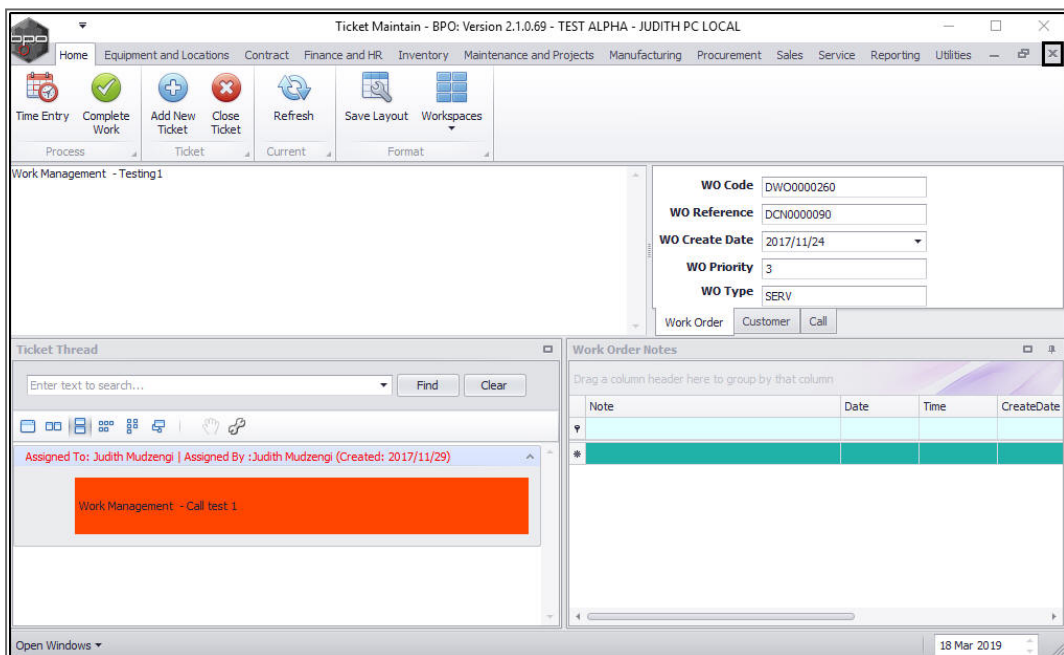 Ticket Maintain - BPO: Version 2.1.0.69 - TEST ALPHA - JUDITH PC LOCAL
bpo
Home Equipment and Locations Contract Finance and HR Inventory Maintenance and Projects Manufacturing Procurement Sales Service Reporting Utilities
Time Entry Complete Work Add New Ticket Close Ticket Refresh Save Layout Workspaces
Process Ticket Current Format
Work Management - Testing1
WO Code DWO0000260
WO Reference DCN0000090
WO Create Date 2017/11/24
WO Priority 3
WO Type SERV
Work Order Customer Call
Ticket Thread
Enter text to search... Find Clear
Assigned To: Judith Mudzengi | Assigned By :Judith Mudzengi (Created: 2017/11/29)
Work Management - Call test 1
Work Order Notes
Drag a column header here to group by that column
Note Date Time CreateDate
Open Windows 18 Mar 2019